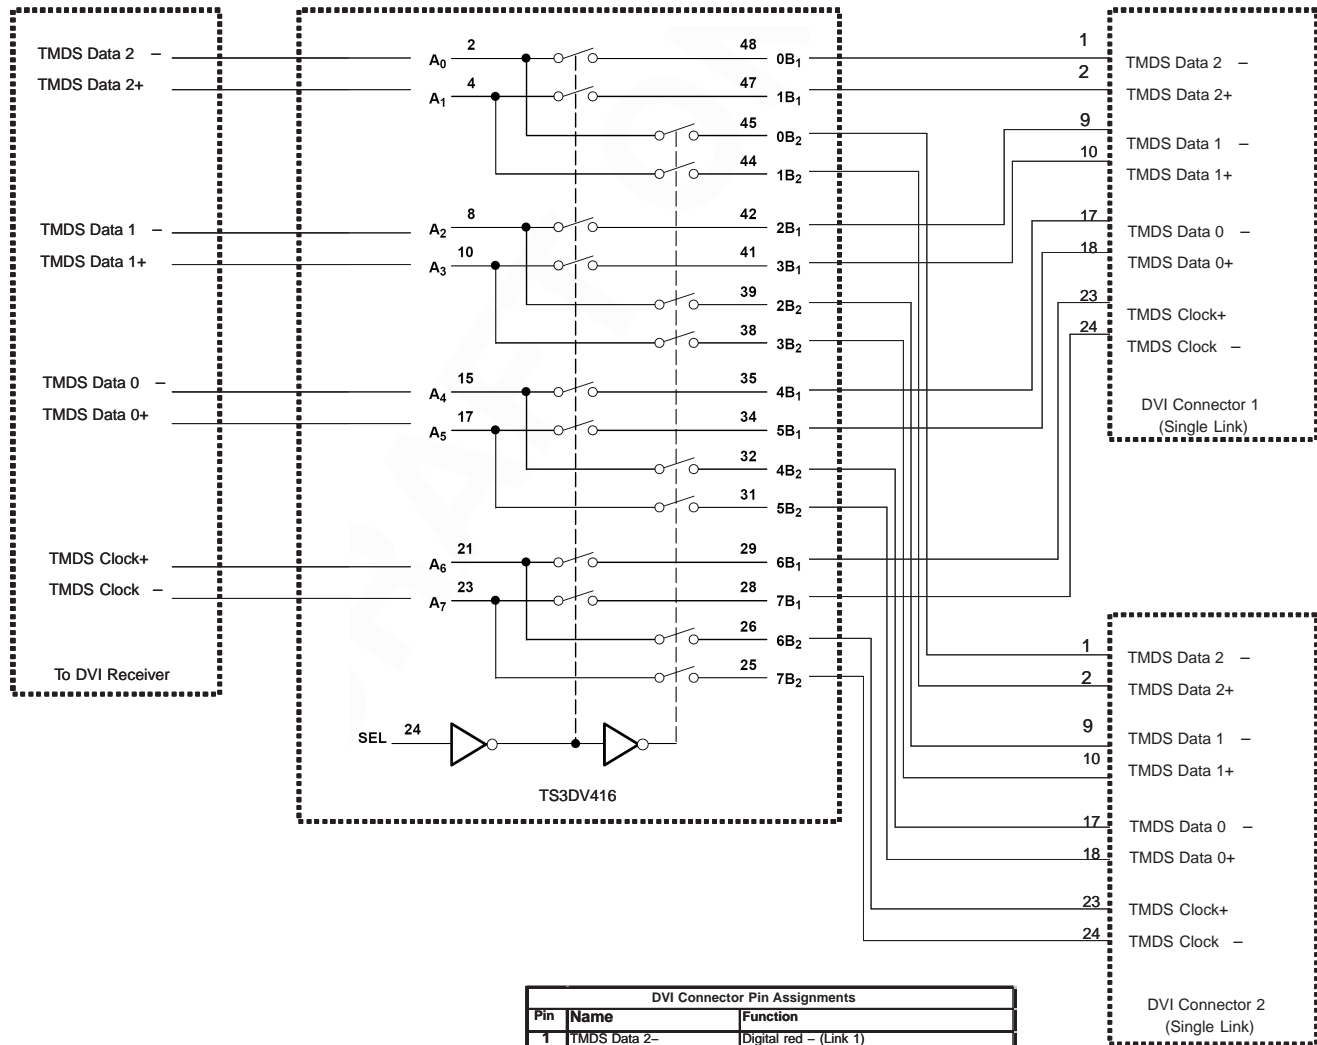 TMDS Data 2 –
TMDS Data 2+
TMDS Data 1 –
TMDS Data 1+
TMDS Data 0 –
TMDS Data 0+
TMDS Clock+
TMDS Clock –
To DVI Receiver
A0 2 48 0B1
A1 4 47 1B1
45 0B2
44 1B2
A2 8 42 2B1
A3 10 41 3B1
39 2B2
38 3B2
A4 15 35 4B1
A5 17 34 5B1
32 4B2
31 5B2
A6 21 29 6B1
A7 23 28 7B1
26 6B2
25 7B2
SEL 24
TS3DV416
1 TMDS Data 2 –
2 TMDS Data 2+
9 TMDS Data 1 –
10 TMDS Data 1+
17 TMDS Data 0 –
18 TMDS Data 0+
23 TMDS Clock+
24 TMDS Clock –
DVI Connector 1
(Single Link)
1 TMDS Data 2 –
2 TMDS Data 2+
9 TMDS Data 1 –
10 TMDS Data 1+
17 TMDS Data 0 –
18 TMDS Data 0+
23 TMDS Clock+
24 TMDS Clock –
DVI Connector 2
(Single Link)
DVI Connector Pin Assignments
Pin Name Function
1 TMDS Data 2– Digital red – (Link 1)